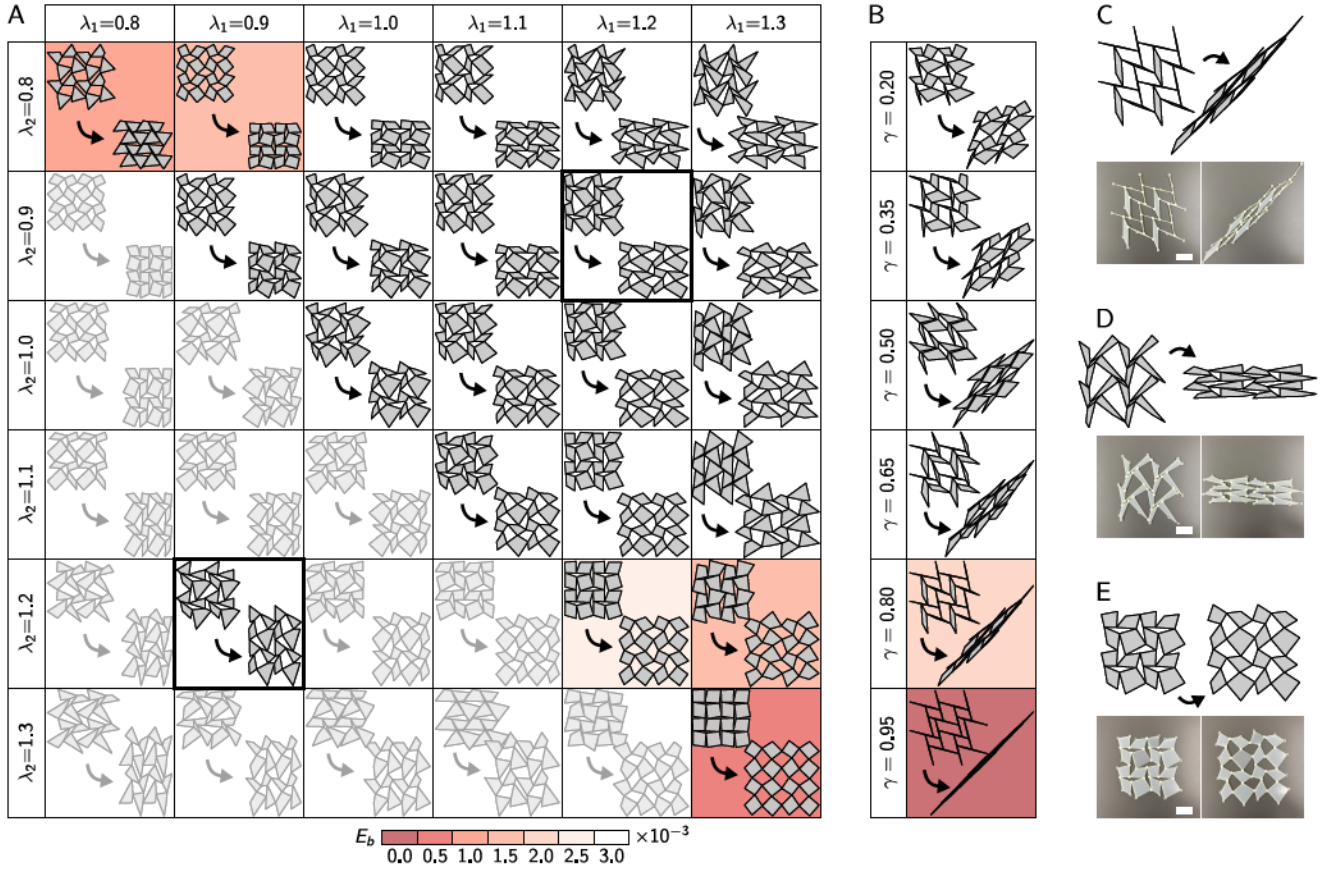 A
λ₁=0.8 λ₁=0.9 λ₁=1.0 λ₁=1.1 λ₁=1.2 λ₁=1.3
λ₂=0.8
λ₂=0.9
λ₂=1.0
λ₂=1.1
λ₂=1.2
λ₂=1.3
E_b ×10⁻³
0.0 0.5 1.0 1.5 2.0 2.5 3.0
B
γ = 0.20
γ = 0.35
γ = 0.50
γ = 0.65
γ = 0.80
γ = 0.95
C
D
E